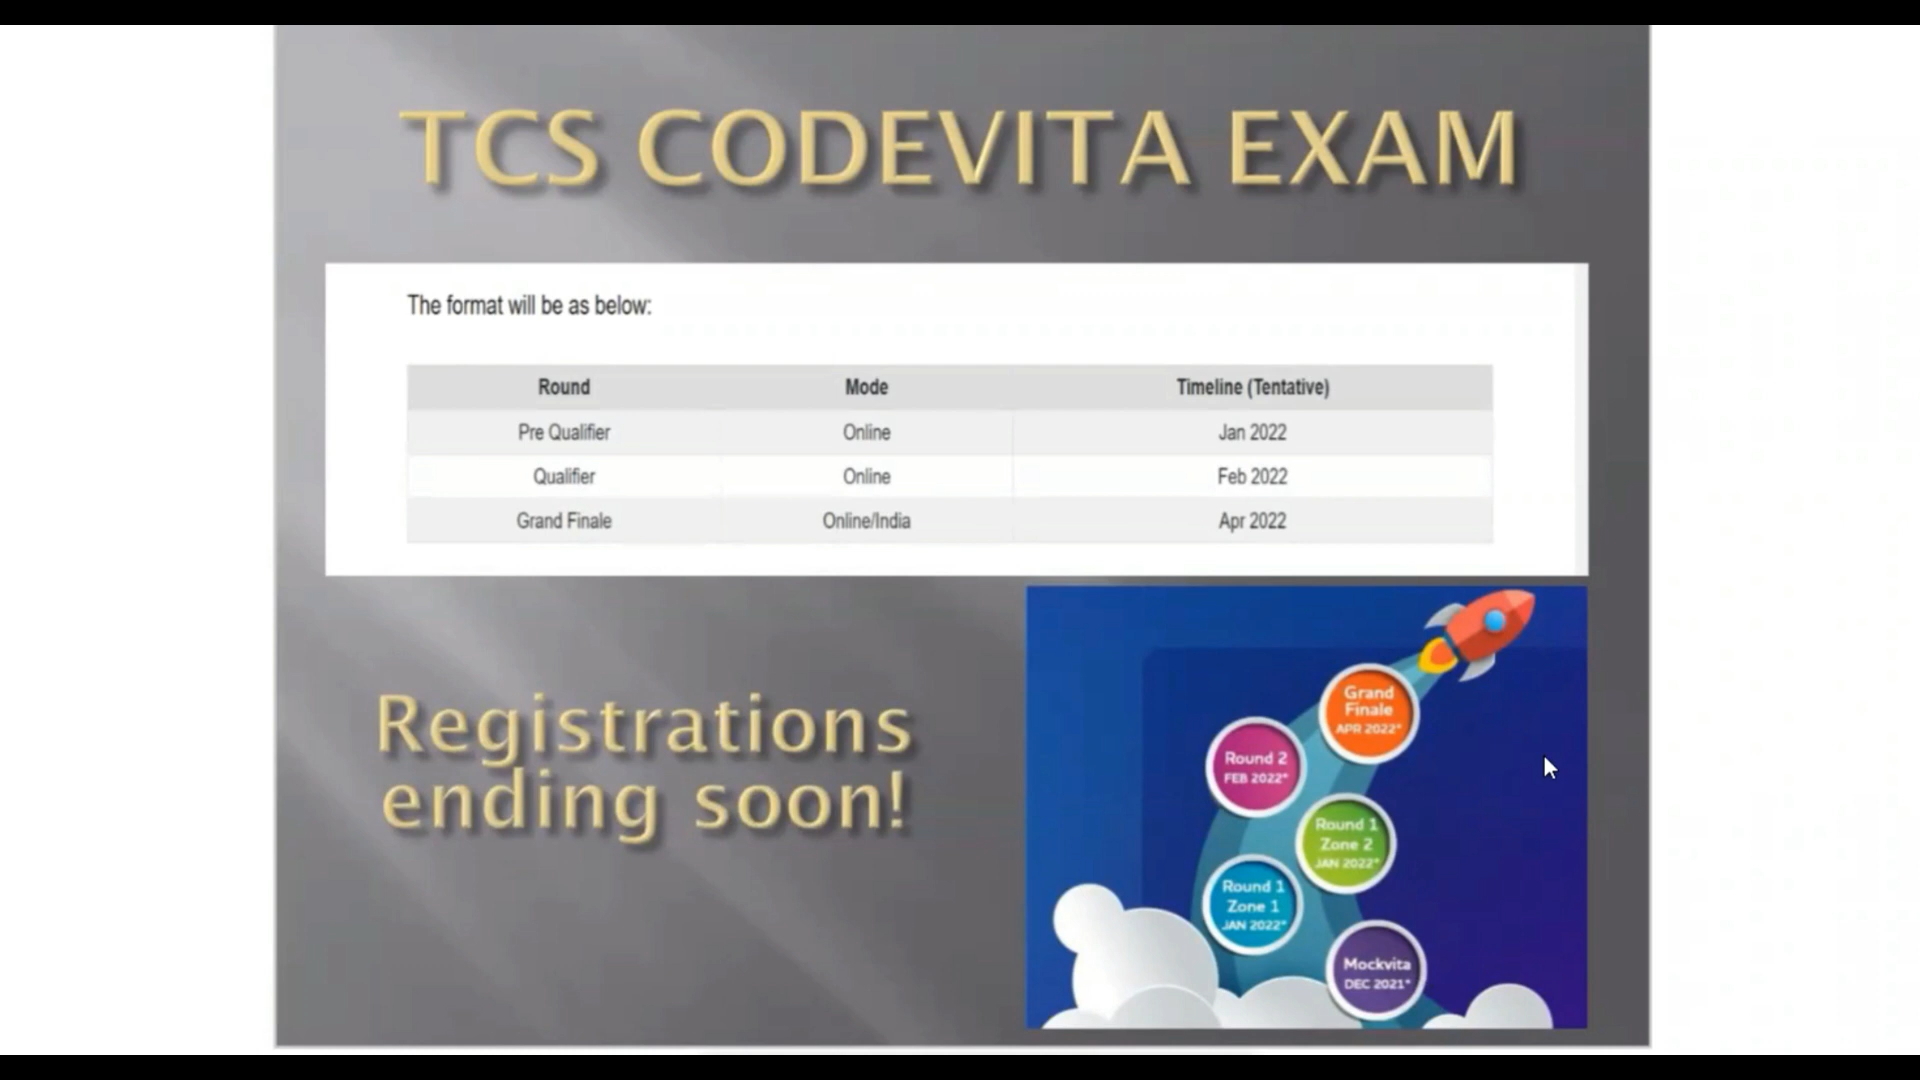 TCS CODEVITA EXAM
The format will be as below:
Round Mode Timeline (Tentative)
Pre Qualifier Online Jan 2022
Qualifier Online Feb 2022
Grand Finale Online/India Apr 2022
Registrations
ending soon!
Grand
Finale
APR 2022*
Round 2
FEB 2022*
Round 1
Zone 2
JAN 2022*
Round 1
Zone 1
JAN 2022*
Mockvita
DEC 2021*